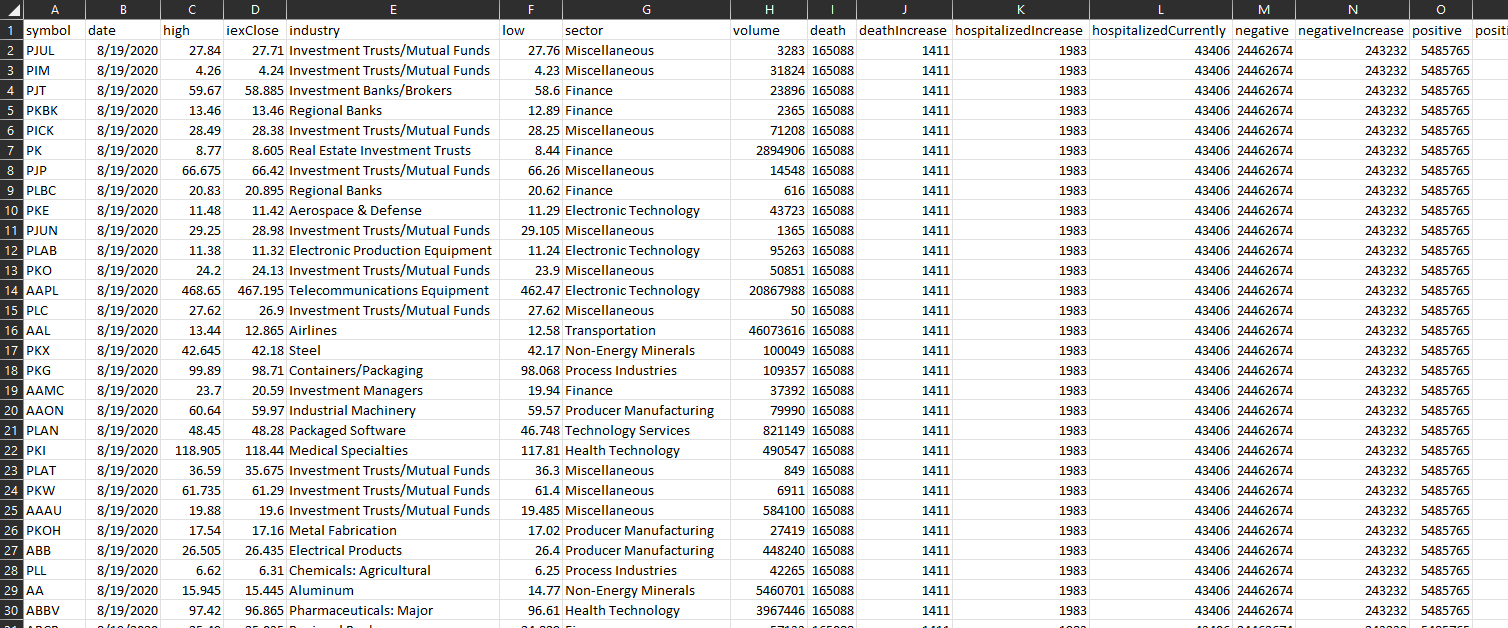 A B C D E F G H I J K L M N O
1 symbol date high iexClose industry low sector volume death deathIncrease hospitalizedIncrease hospitalizedCurrently negative negativeIncrease positive positi
2 PJUL 8/19/2020 27.84 27.71 Investment Trusts/Mutual Funds 27.76 Miscellaneous 3283 165088 1411 1983 43406 24462674 243232 5485765
3 PIM 8/19/2020 4.26 4.24 Investment Trusts/Mutual Funds 4.23 Miscellaneous 31824 165088 1411 1983 43406 24462674 243232 5485765
4 PJT 8/19/2020 59.67 58.885 Investment Banks/Brokers 58.6 Finance 23896 165088 1411 1983 43406 24462674 243232 5485765
5 PKBK 8/19/2020 13.46 13.46 Regional Banks 12.89 Finance 2365 165088 1411 1983 43406 24462674 243232 5485765
6 PICK 8/19/2020 28.49 28.38 Investment Trusts/Mutual Funds 28.25 Miscellaneous 71208 165088 1411 1983 43406 24462674 243232 5485765
7 PK 8/19/2020 8.77 8.605 Real Estate Investment Trusts 8.44 Finance 2894906 165088 1411 1983 43406 24462674 243232 5485765
8 PJP 8/19/2020 66.675 66.42 Investment Trusts/Mutual Funds 66.26 Miscellaneous 14548 165088 1411 1983 43406 24462674 243232 5485765
9 PLBC 8/19/2020 20.83 20.895 Regional Banks 20.62 Finance 616 165088 1411 1983 43406 24462674 243232 5485765
10 PKE 8/19/2020 11.48 11.42 Aerospace & Defense 11.29 Electronic Technology 43723 165088 1411 1983 43406 24462674 243232 5485765
11 PJUN 8/19/2020 29.25 28.98 Investment Trusts/Mutual Funds 29.105 Miscellaneous 1365 165088 1411 1983 43406 24462674 243232 5485765
12 PLAB 8/19/2020 11.38 11.32 Electronic Production Equipment 11.24 Electronic Technology 95263 165088 1411 1983 43406 24462674 243232 5485765
13 PKO 8/19/2020 24.2 24.13 Investment Trusts/Mutual Funds 23.9 Miscellaneous 50851 165088 1411 1983 43406 24462674 243232 5485765
14 AAPL 8/19/2020 468.65 467.195 Telecommunications Equipment 462.47 Electronic Technology 20867988 165088 1411 1983 43406 24462674 243232 5485765
15 PLC 8/19/2020 27.62 26.9 Investment Trusts/Mutual Funds 27.62 Miscellaneous 50 165088 1411 1983 43406 24462674 243232 5485765
16 AAL 8/19/2020 13.44 12.865 Airlines 12.58 Transportation 46073616 165088 1411 1983 43406 24462674 243232 5485765
17 PKX 8/19/2020 42.645 42.18 Steel 42.17 Non-Energy Minerals 100049 165088 1411 1983 43406 24462674 243232 5485765
18 PKG 8/19/2020 99.89 98.71 Containers/Packaging 98.068 Process Industries 109357 165088 1411 1983 43406 24462674 243232 5485765
19 AAMC 8/19/2020 23.7 20.59 Investment Managers 19.94 Finance 37392 165088 1411 1983 43406 24462674 243232 5485765
20 AAON 8/19/2020 60.64 59.97 Industrial Machinery 59.57 Producer Manufacturing 79990 165088 1411 1983 43406 24462674 243232 5485765
21 PLAN 8/19/2020 48.45 48.28 Packaged Software 46.748 Technology Services 821149 165088 1411 1983 43406 24462674 243232 5485765
22 PKI 8/19/2020 118.905 118.44 Medical Specialties 117.81 Health Technology 490547 165088 1411 1983 43406 24462674 243232 5485765
23 PLAT 8/19/2020 36.59 35.675 Investment Trusts/Mutual Funds 36.3 Miscellaneous 849 165088 1411 1983 43406 24462674 243232 5485765
24 PKW 8/19/2020 61.735 61.29 Investment Trusts/Mutual Funds 61.4 Miscellaneous 6911 165088 1411 1983 43406 24462674 243232 5485765
25 AAAU 8/19/2020 19.88 19.6 Investment Trusts/Mutual Funds 19.485 Miscellaneous 584100 165088 1411 1983 43406 24462674 243232 5485765
26 PKOH 8/19/2020 17.54 17.16 Metal Fabrication 17.02 Producer Manufacturing 27419 165088 1411 1983 43406 24462674 243232 5485765
27 ABB 8/19/2020 26.505 26.435 Electrical Products 26.4 Producer Manufacturing 448240 165088 1411 1983 43406 24462674 243232 5485765
28 PLL 8/19/2020 6.62 6.31 Chemicals: Agricultural 6.25 Process Industries 42265 165088 1411 1983 43406 24462674 243232 5485765
29 AA 8/19/2020 15.945 15.445 Aluminum 14.77 Non-Energy Minerals 5460701 165088 1411 1983 43406 24462674 243232 5485765
30 ABBV 8/19/2020 97.42 96.865 Pharmaceuticals: Major 96.61 Health Technology 3967446 165088 1411 1983 43406 24462674 243232 5485765